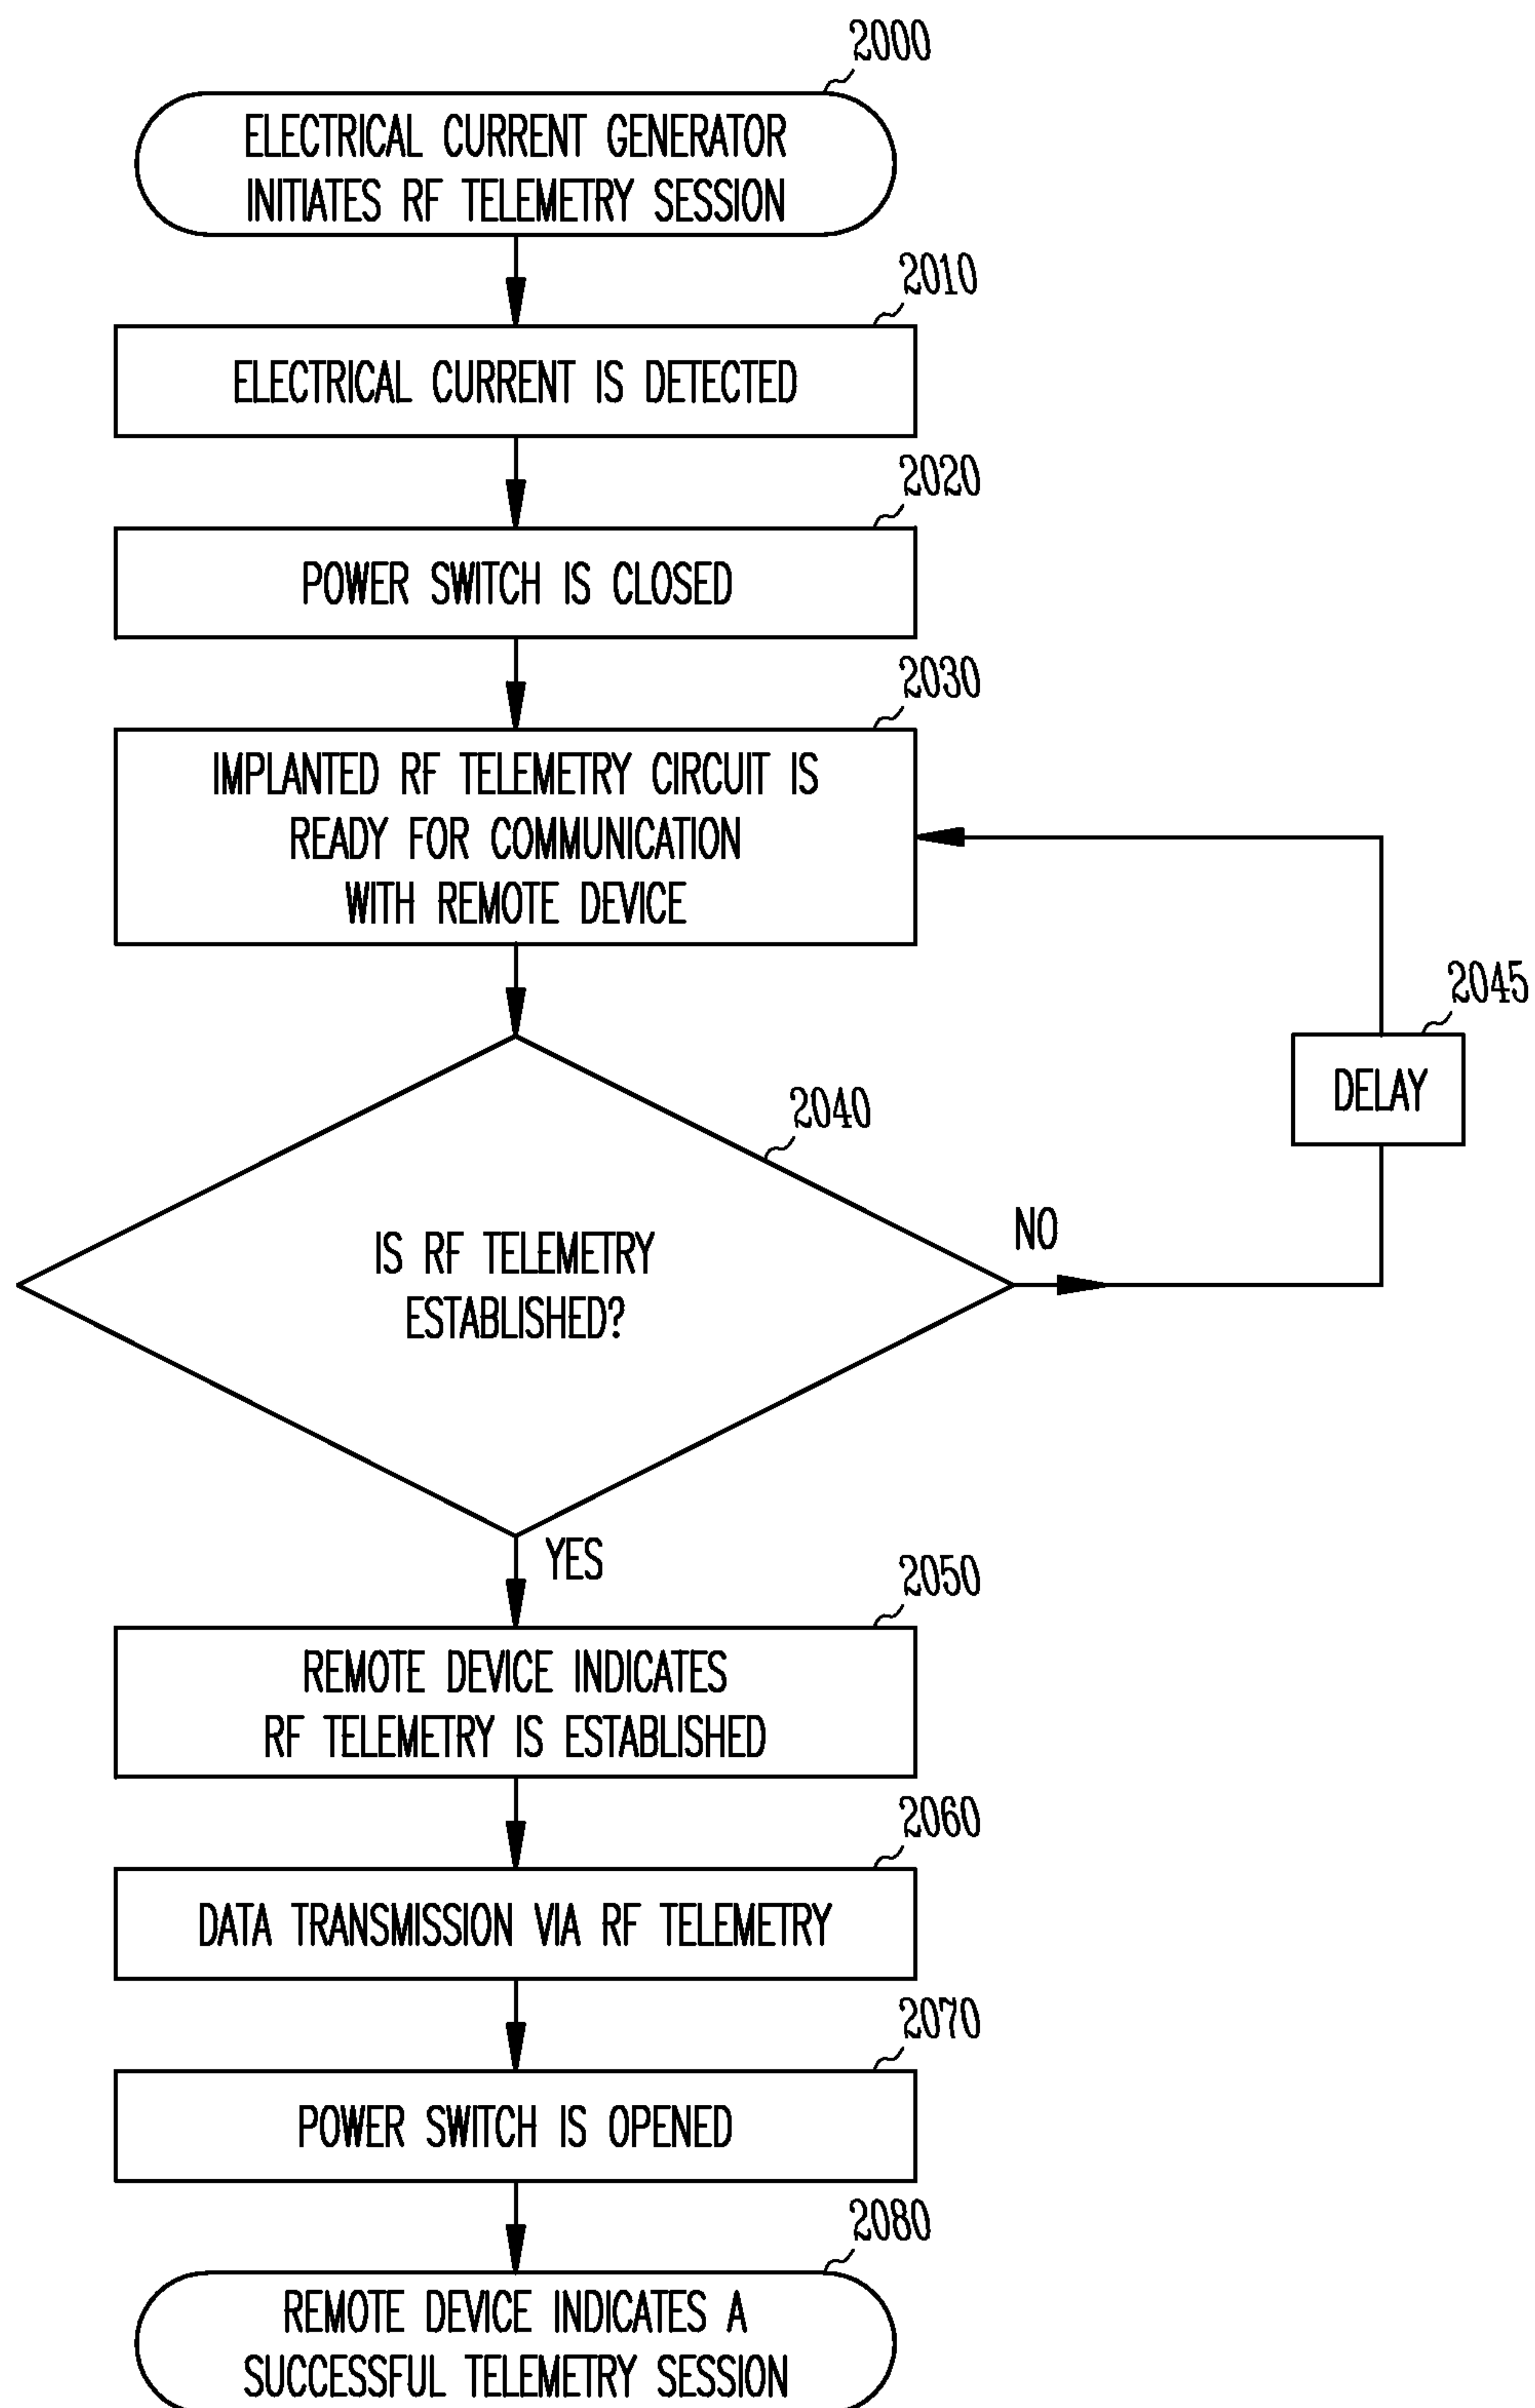 2000
ELECTRICAL CURRENT GENERATOR
INITIATES RF TELEMETRY SESSION
2010
ELECTRICAL CURRENT IS DETECTED
2020
POWER SWITCH IS CLOSED
2030
IMPLANTED RF TELEMETRY CIRCUIT IS
READY FOR COMMUNICATION
WITH REMOTE DEVICE
2045
DELAY
2040
IS RF TELEMETRY
ESTABLISHED?
NO
YES
2050
REMOTE DEVICE INDICATES
RF TELEMETRY IS ESTABLISHED
2060
DATA TRANSMISSION VIA RF TELEMETRY
2070
POWER SWITCH IS OPENED
2080
REMOTE DEVICE INDICATES A
SUCCESSFUL TELEMETRY SESSION